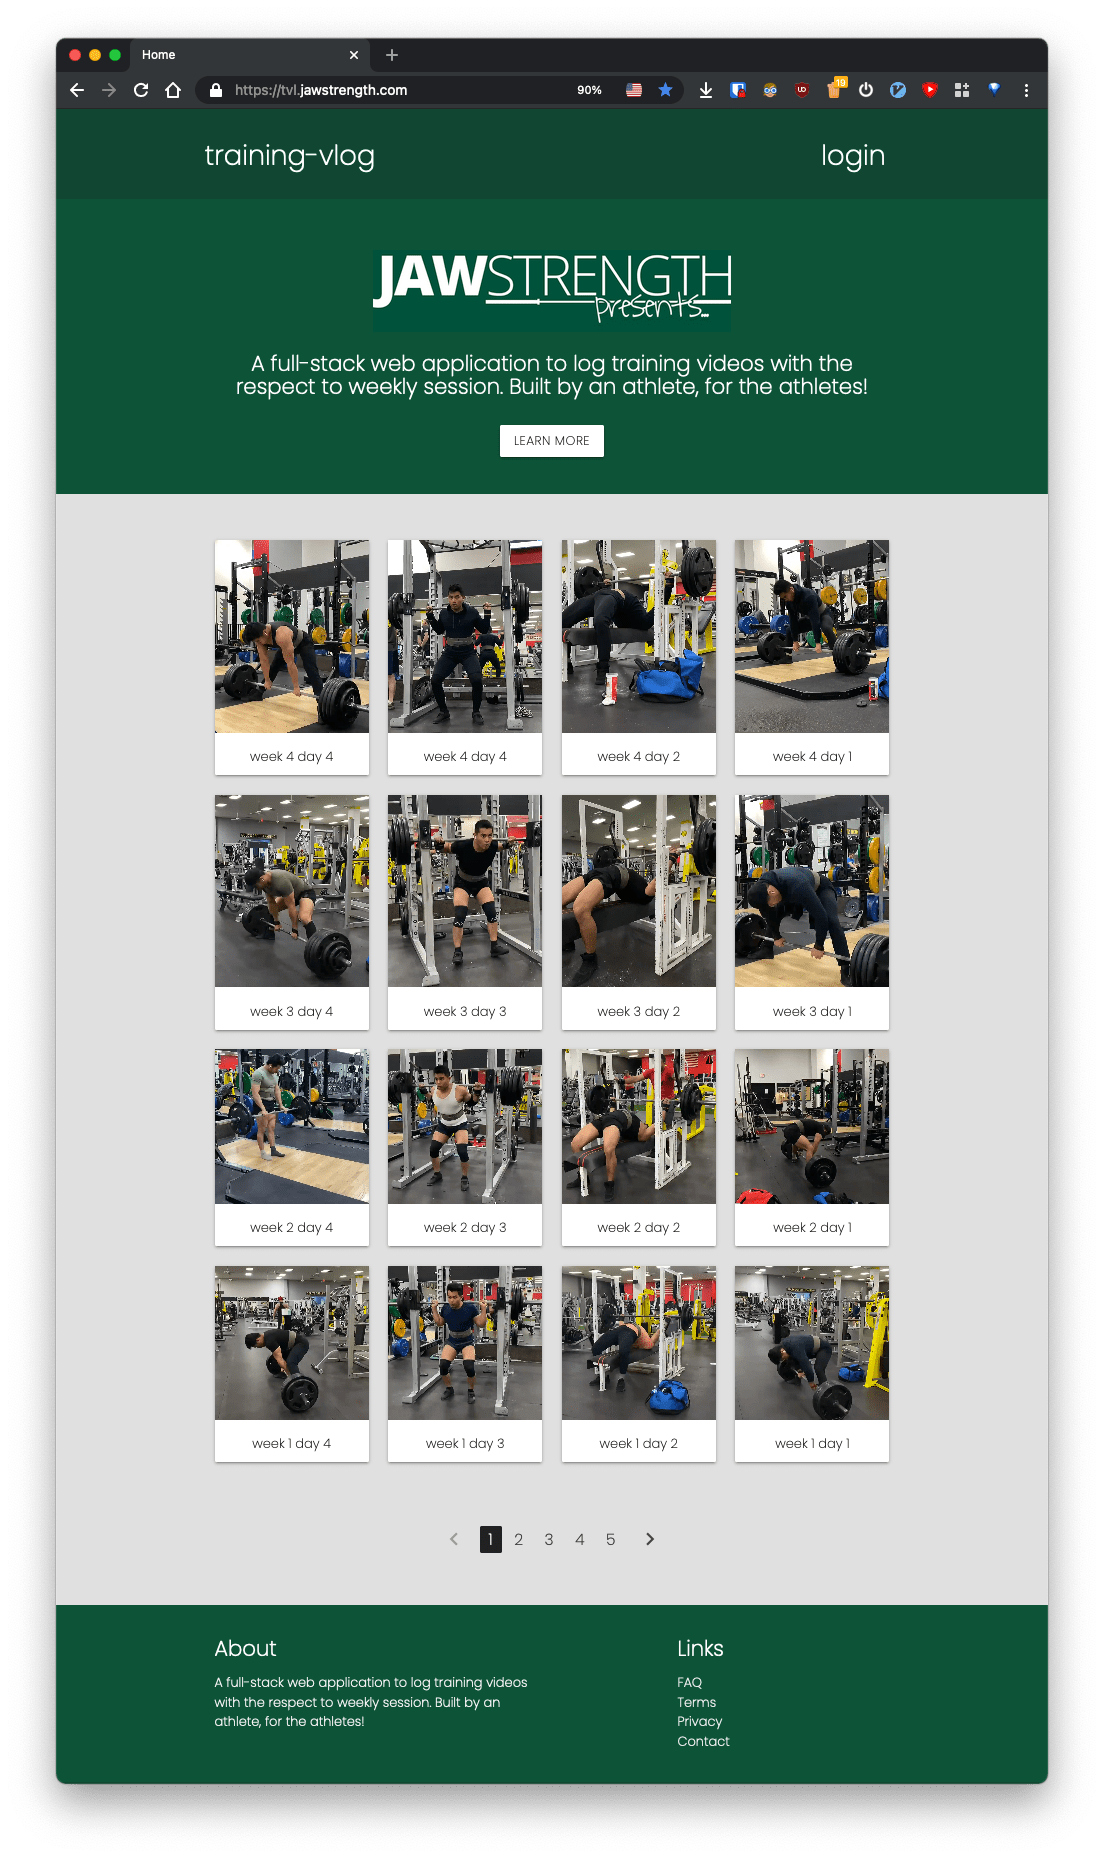 Home
https://tvl.jawstrength.com
90%
19
training-vlog
login
JAWSTRENGTH
presents...
A full-stack web application to log training videos with the
respect to weekly session. Built by an athlete, for the athletes!
LEARN MORE
week 4 day 4
week 4 day 4
week 4 day 2
week 4 day 1
week 3 day 4
week 3 day 3
week 3 day 2
week 3 day 1
week 2 day 4
week 2 day 3
week 2 day 2
week 2 day 1
week 1 day 4
week 1 day 3
week 1 day 2
week 1 day 1
1 2 3 4 5
About
A full-stack web application to log training videos
with the respect to weekly session. Built by an
athlete, for the athletes!
Links
FAQ
Terms
Privacy
Contact